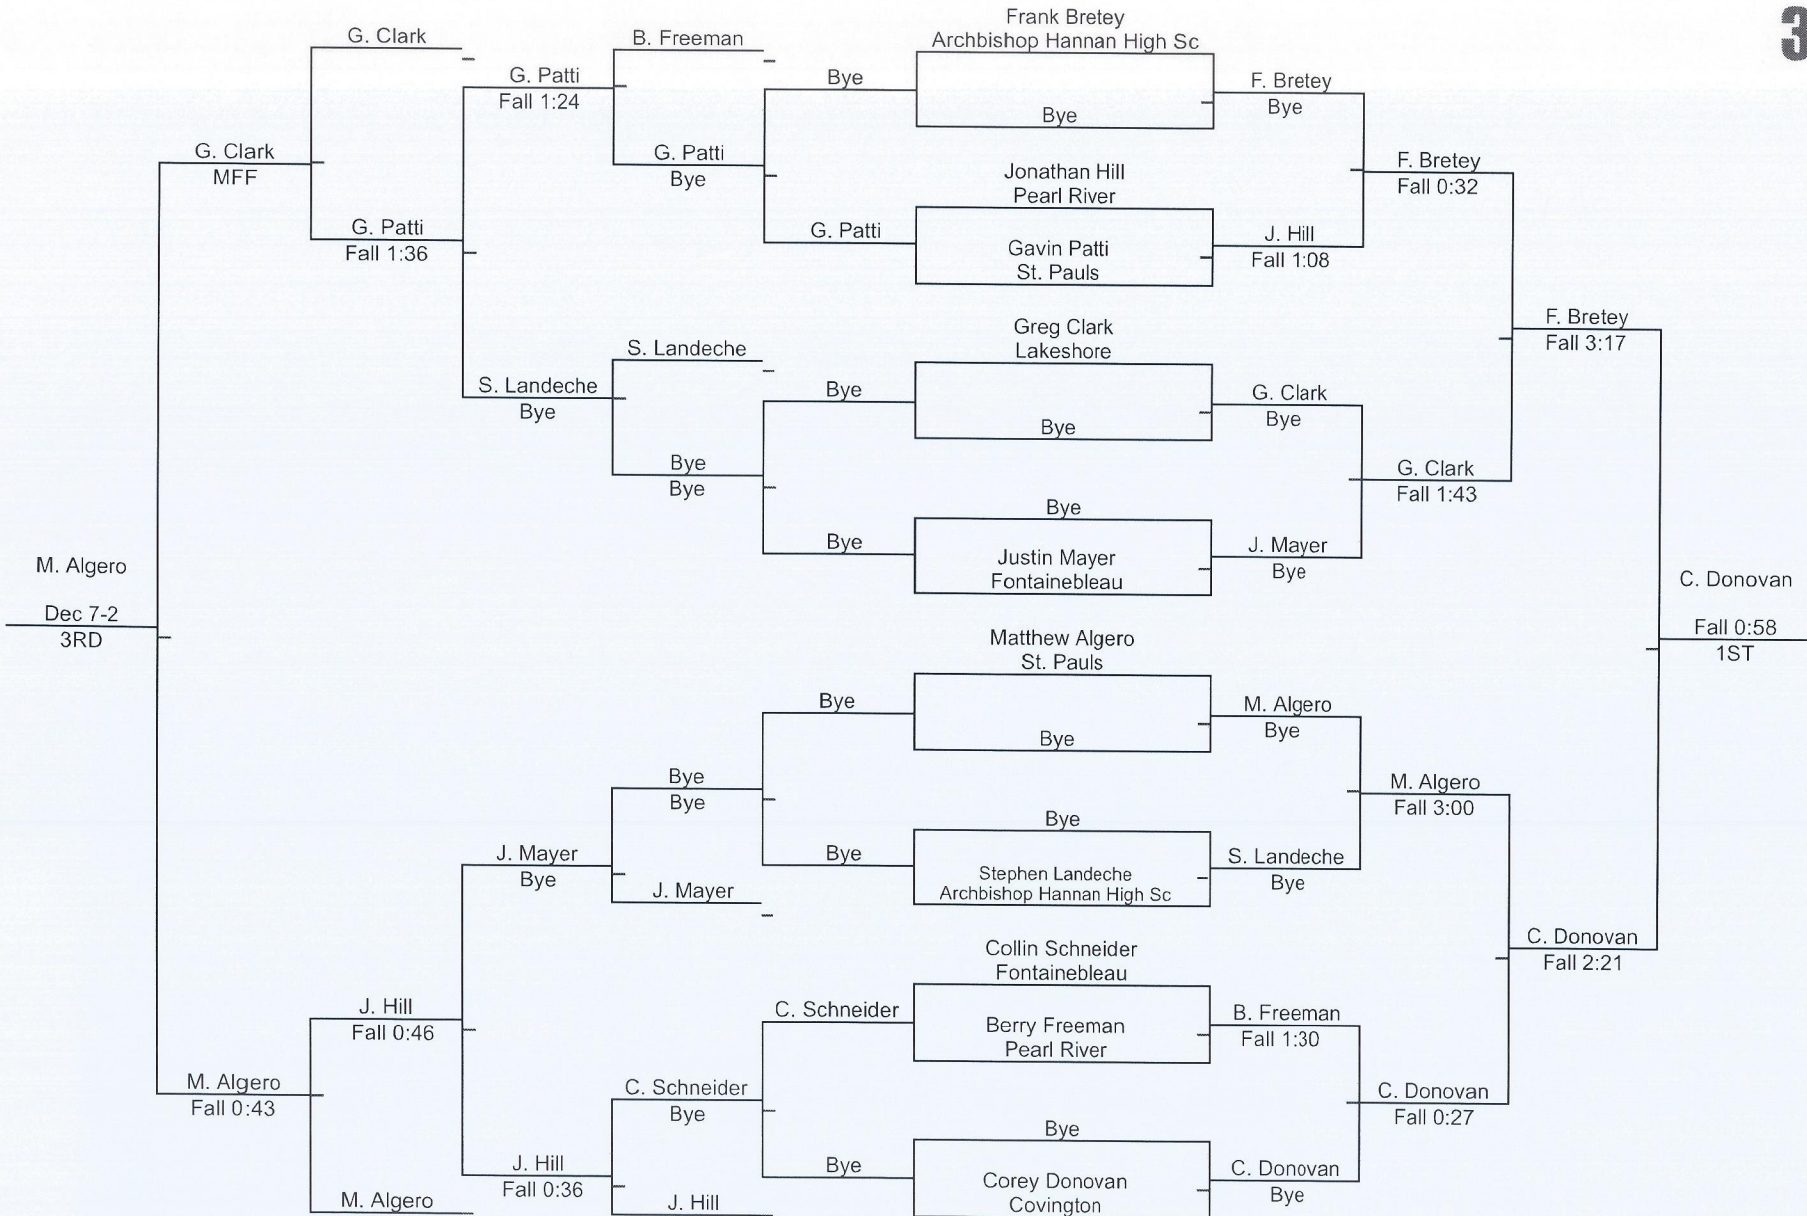 3
G. Clark
G. Clark
MFF
G. Patti
Fall 1:36
G. Patti
Fall 1:24
S. Landeche
Bye
B. Freeman
G. Patti
Bye
S. Landeche
Bye
Bye
Bye
G. Patti
Bye
Bye
Frank Bretey
Archbishop Hannan High Sc
Bye
Jonathan Hill
Pearl River
Gavin Patti
St. Pauls
Greg Clark
Lakeshore
Bye
Bye
Justin Mayer
Fontainebleau
F. Bretey
Bye
J. Hill
Fall 1:08
G. Clark
Bye
J. Mayer
Bye
F. Bretey
Fall 0:32
G. Clark
Fall 1:43
F. Bretey
Fall 3:17
M. Algero
Dec 7-2
3RD
C. Donovan
Fall 0:58
1ST
M. Algero
Fall 0:43
J. Hill
Fall 0:46
M. Algero
J. Mayer
Bye
J. Hill
Fall 0:36
Bye
Bye
J. Mayer
C. Schneider
Bye
J. Hill
Bye
Bye
C. Schneider
Bye
Matthew Algero
St. Pauls
Bye
Bye
Stephen Landeche
Archbishop Hannan High Sc
Collin Schneider
Fontainebleau
Berry Freeman
Pearl River
Bye
Corey Donovan
Covington
M. Algero
Bye
S. Landeche
Bye
B. Freeman
Fall 1:30
C. Donovan
Bye
M. Algero
Fall 3:00
C. Donovan
Fall 0:27
C. Donovan
Fall 2:21